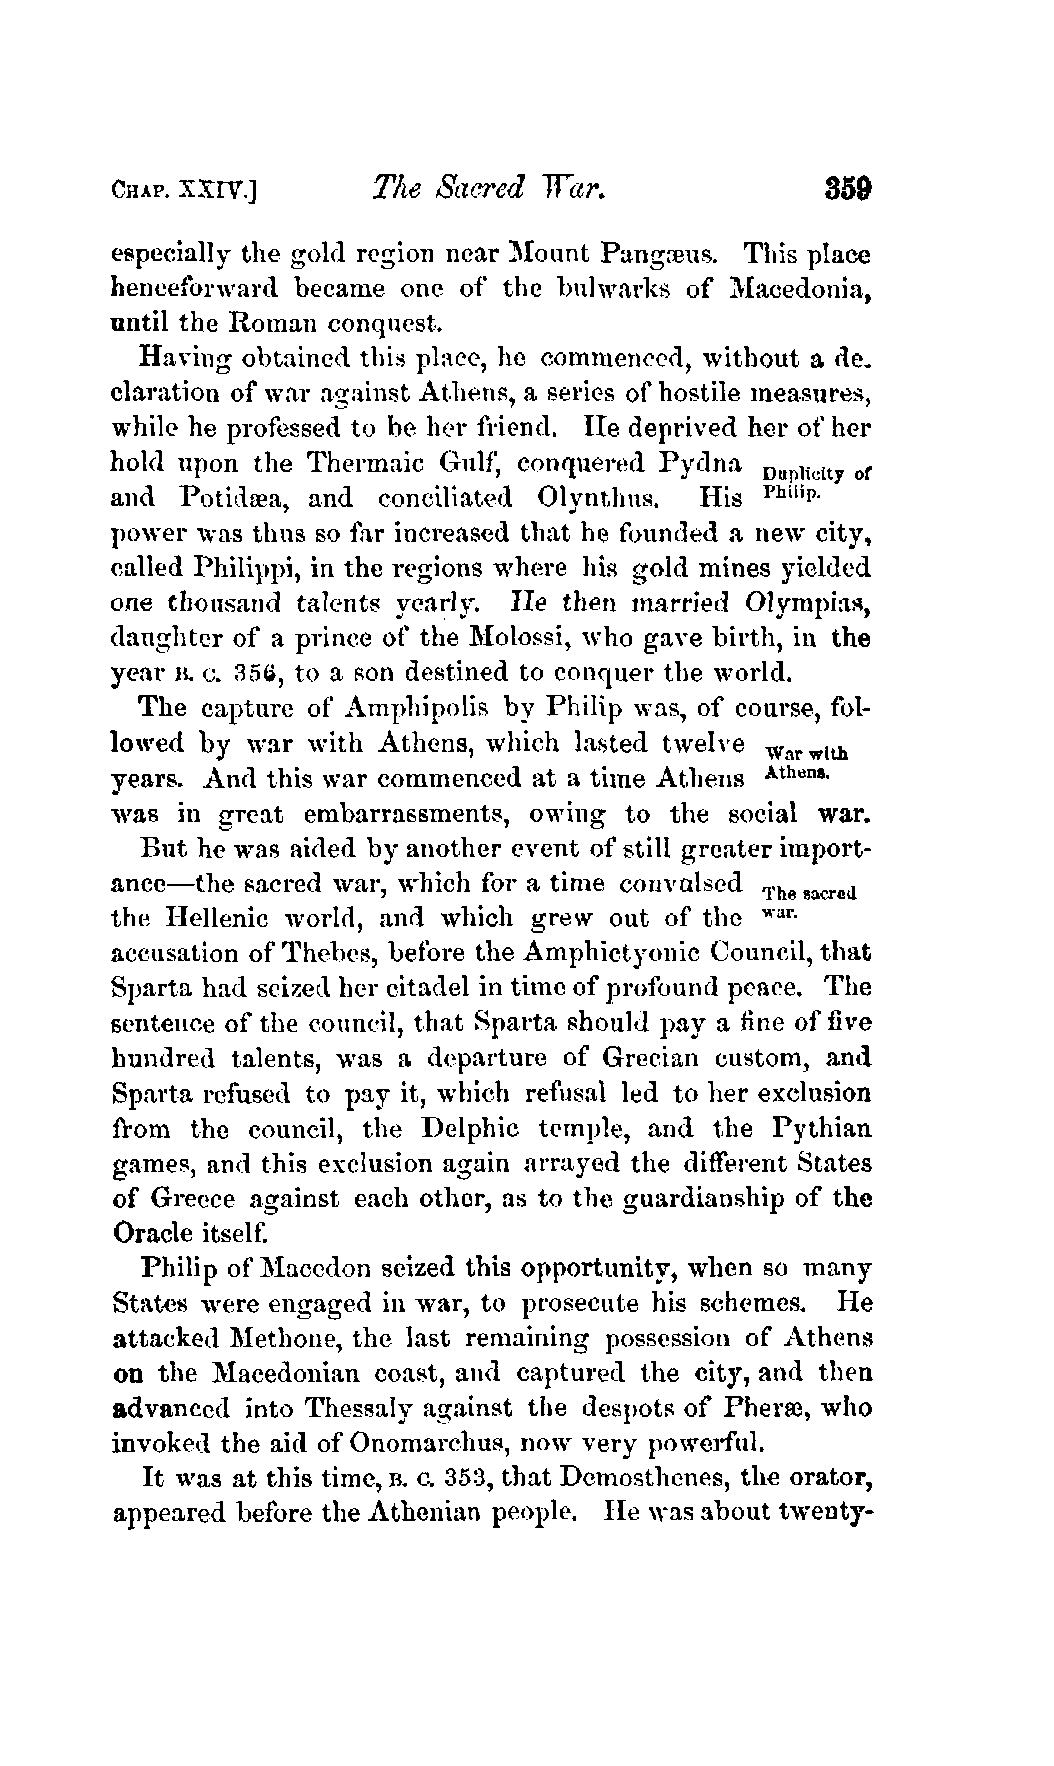 CHAP. XXIV.] The Sacred War. 359
especially the gold region near Mount Pangæus. This place
henceforward became one of the bulwarks of Macedonia,
until the Roman conquest.
Having obtained this place, he commenced, without a de-
claration of war against Athens, a series of hostile measures,
while he professed to be her friend. He deprived her of her
hold upon the Thermaic Gulf, conquered Pydna
Duplicity of
and Potidæa, and conciliated Olynthus. His
Philip.
power was thus so far increased that he founded a new city,
called Philippi, in the regions where his gold mines yielded
one thousand talents yearly. He then married Olympias,
daughter of a prince of the Molossi, who gave birth, in the
year B. C. 356, to a son destined to conquer the world.
The capture of Amphipolis by Philip was, of course, fol-
lowed by war with Athens, which lasted twelve
War with
years. And this war commenced at a time Athens
Athens.
was in great embarrassments, owing to the social war.
But he was aided by another event of still greater import-
ance—the sacred war, which for a time convulsed
The sacred
the Hellenic world, and which grew out of the
war.
accusation of Thebes, before the Amphictyonic Council, that
Sparta had seized her citadel in time of profound peace. The
sentence of the council, that Sparta should pay a fine of five
hundred talents, was a departure of Grecian custom, and
Sparta refused to pay it, which refusal led to her exclusion
from the council, the Delphic temple, and the Pythian
games, and this exclusion again arrayed the different States
of Greece against each other, as to the guardianship of the
Oracle itself.
Philip of Macedon seized this opportunity, when so many
States were engaged in war, to prosecute his schemes. He
attacked Methone, the last remaining possession of Athens
on the Macedonian coast, and captured the city, and then
advanced into Thessaly against the despots of Pheræ, who
invoked the aid of Onomarchus, now very powerful.
It was at this time, B. C. 353, that Demosthenes, the orator,
appeared before the Athenian people. He was about twenty-